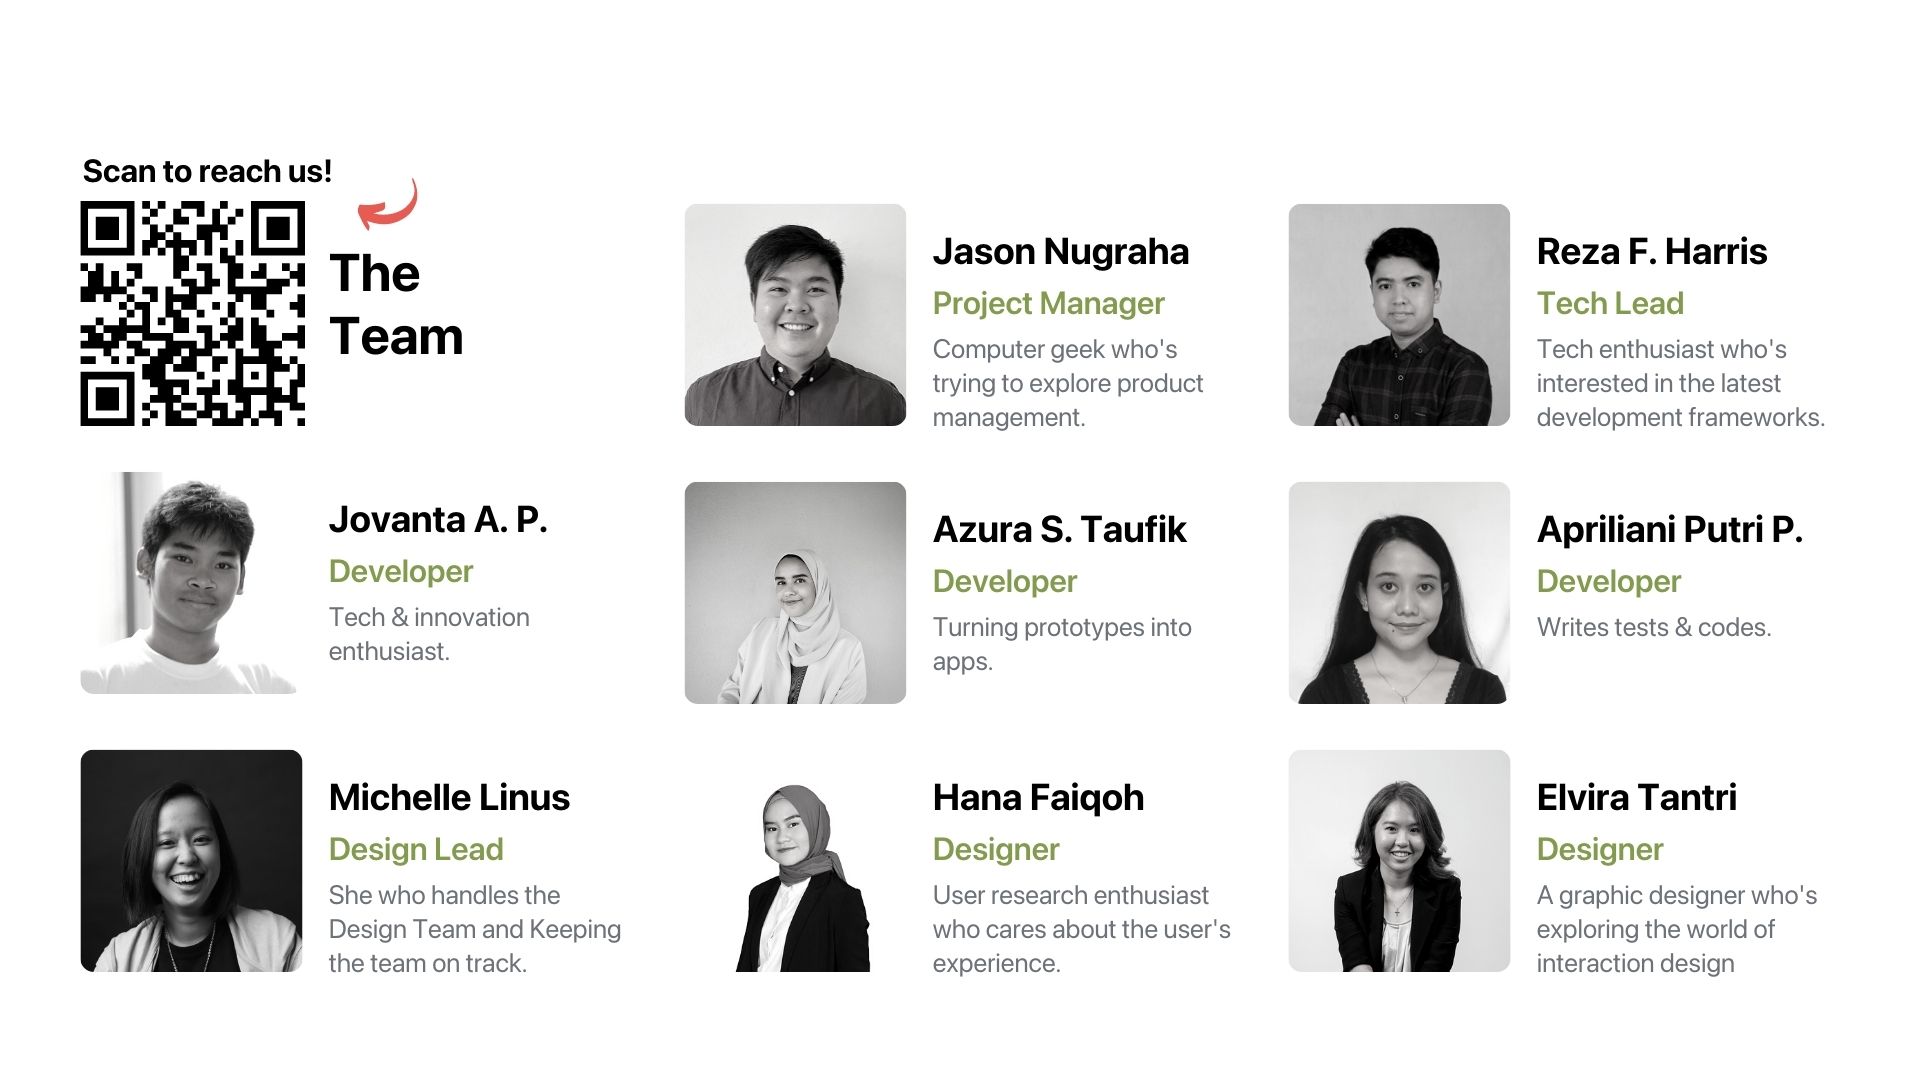 Scan to reach us!
The
Team
Jason Nugraha
Project Manager
Computer geek who's
trying to explore product
management.
Reza F. Harris
Tech Lead
Tech enthusiast who's
interested in the latest
development frameworks.
Jovanta A. P.
Developer
Tech & innovation
enthusiast.
Azura S. Taufik
Developer
Turning prototypes into
apps.
Apriliani Putri P.
Developer
Writes tests & codes.
Michelle Linus
Design Lead
She who handles the
Design Team and Keeping
the team on track.
Hana Faiqoh
Designer
User research enthusiast
who cares about the user's
experience.
Elvira Tantri
Designer
A graphic designer who's
exploring the world of
interaction design